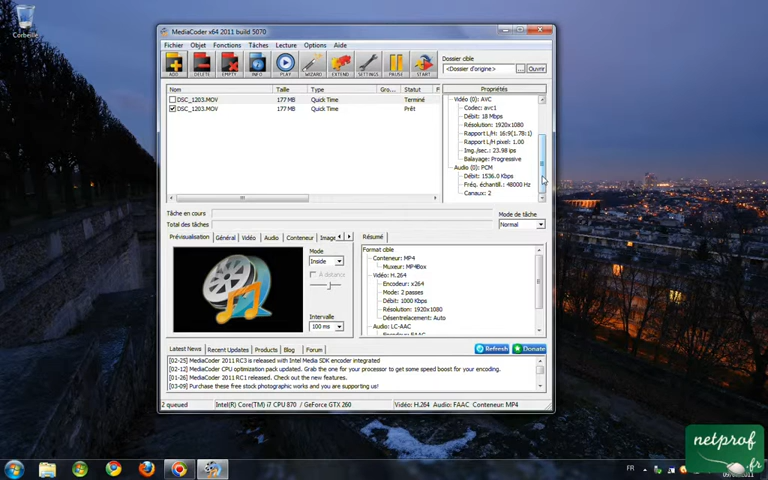 Corbeille
MediaCoder x64 2011 build 5070
Fichier Objet Fonctions Tâches Lecture Options Aide
ADD DELETE EMPTY INFO PLAY WIZARD EXTEND SETTINGS PAUSE START
Dossier cible
<Dossier d'origine> ... Ouvrir
Nom Taille Type Gro... Statut F
DSC_1203.MOV 177 MB Quick Time Terminé
DSC_1203.MOV 177 MB Quick Time Prêt
Propriétés
Vidéo (0): AVC
Codec: avc1
Débit: 18 Mbps
Résolution: 1920x1080
Rapport L/H: 16:9(1.78:1)
Rapport L/H pixel: 1.00
Img./sec.: 23.98 ips
Balayage: Progressive
Audio (0): PCM
Débit: 1536.0 Kbps
Fréq. échantill.: 48000 Hz
Canaux: 2
Tâche en cours
Total des tâches
Mode de tâche
Normal
Prévisualisation Général Vidéo Audio Conteneur Image
Mode
Inside
À distance
Intervalle
100 ms
Résumé
Format cible
Conteneur: MP4
Muxeur: MP4Box
Vidéo: H.264
Encodeur: x264
Mode: 2 passes
Débit: 1000 Kbps
Résolution: 1920x1080
Désentrelacement: Auto
Audio: LC-AAC
Encodeur: FAAC
Latest News Recent Updates Products Blog Forum
Refresh Donate
[02-25] MediaCoder 2011 RC3 is released with Intel Media SDK encoder integrated
[02-12] MediaCoder CPU optimization pack updated. Grab the one for your processor to get some speed boost for your encoding.
[01-26] MediaCoder 2011 RC1 released. Check out the new features.
[03-09] Purchase these free stock photographic works and you are supporting us!
2 queued Intel(R) Core(TM) i7 CPU 870 / GeForce GTX 260 Vidéo: H.264 Audio: FAAC Conteneur: MP4
netprof
.fr
FR